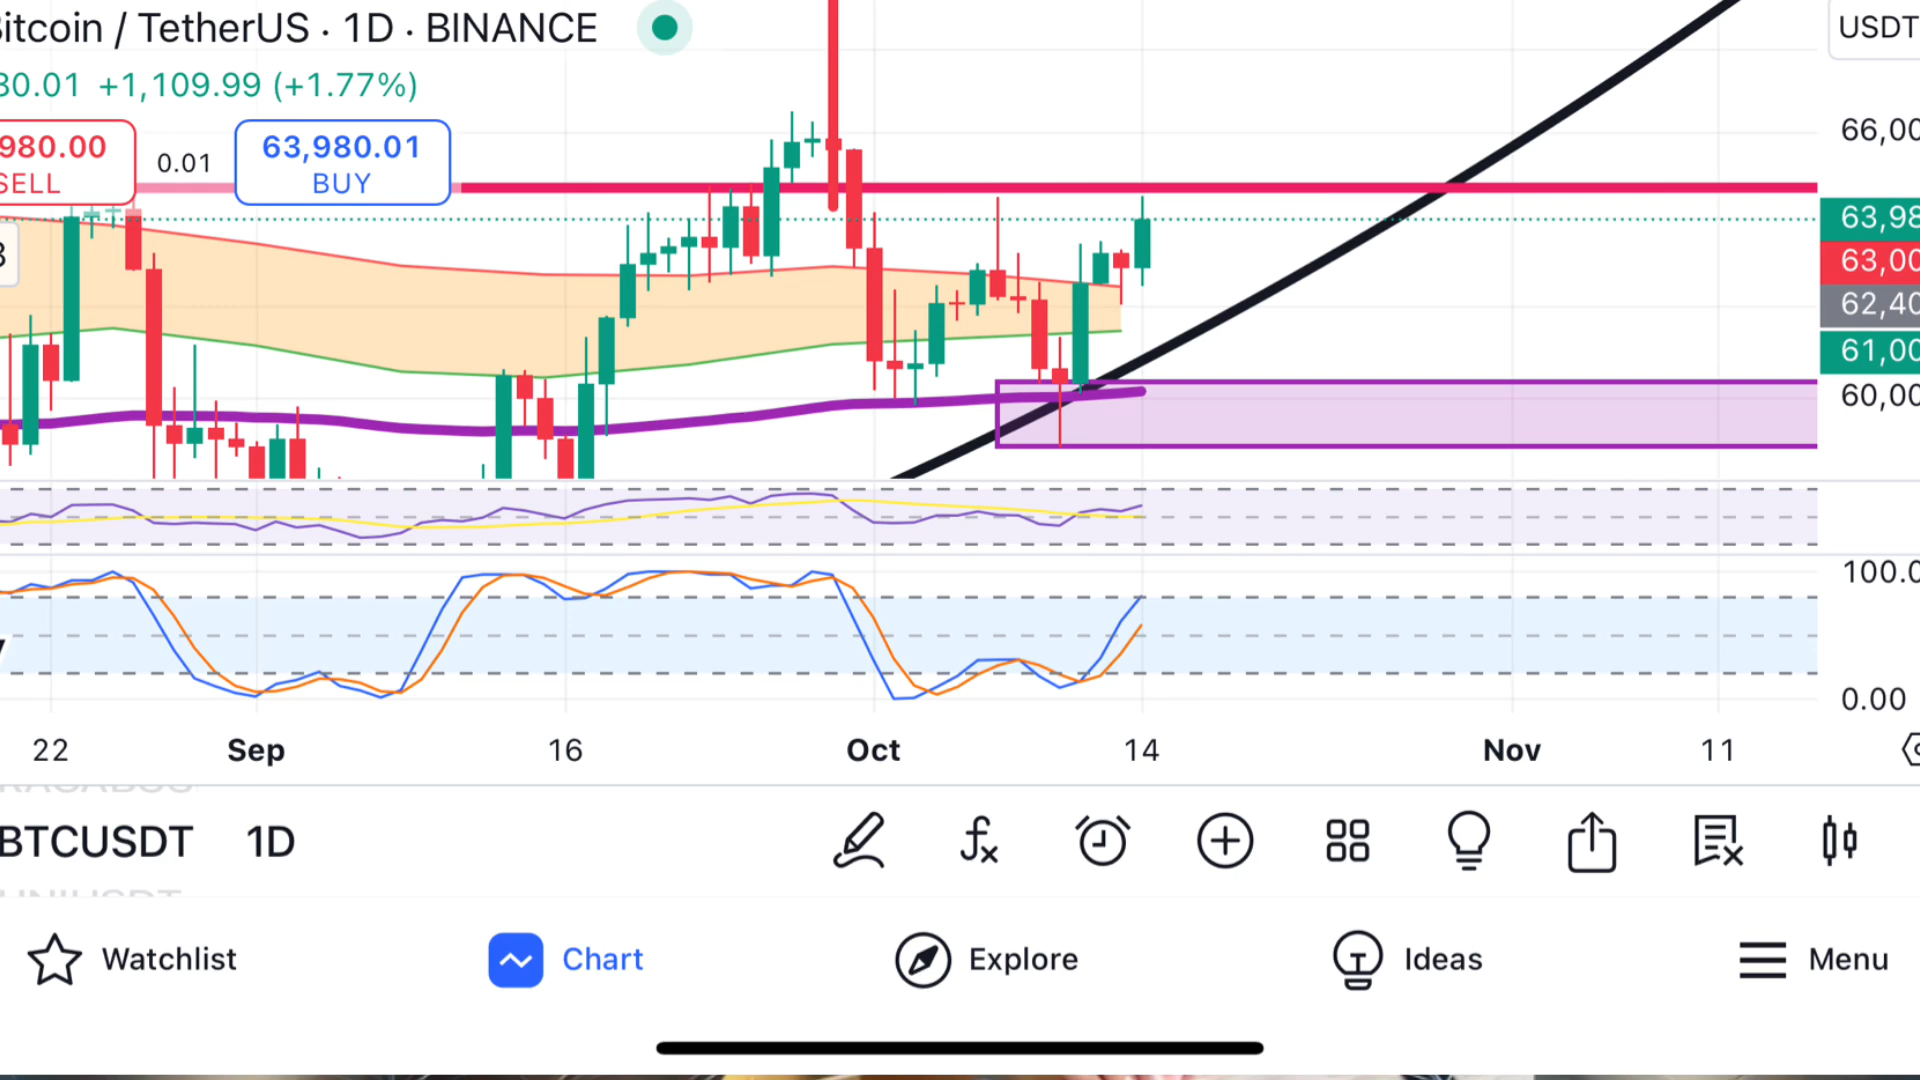 itcoin / TetherUS · 1D · BINANCE
80.01 +1,109.99 (+1.77%)
980.00
SELL
0.01
63,980.01
BUY
USDT
66,00
63,98
63,00
62,40
61,00
60,00
100.0
0.00
22 Sep 16 Oct 14 Nov 11
BTCUSDT 1D
Watchlist
Chart
Explore
Ideas
Menu